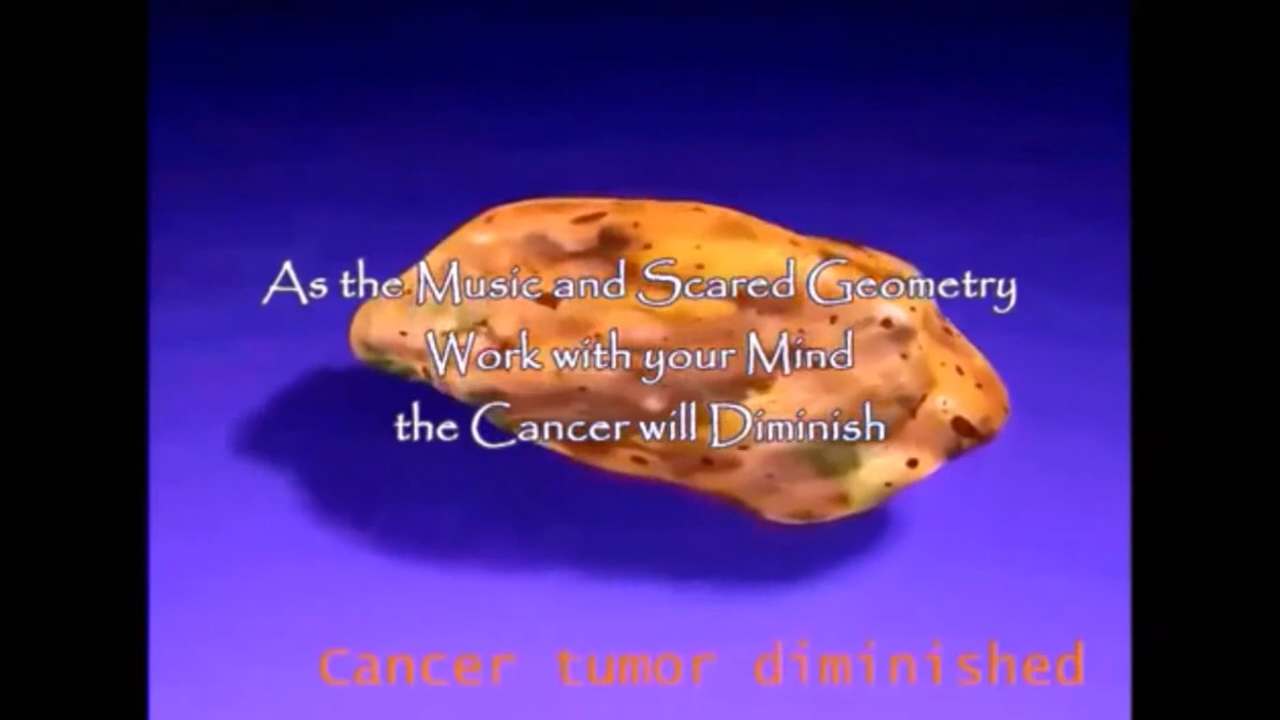 As the Music and Scared Geometry
Work with your Mind
the Cancer will Diminish
Cancer tumor diminished